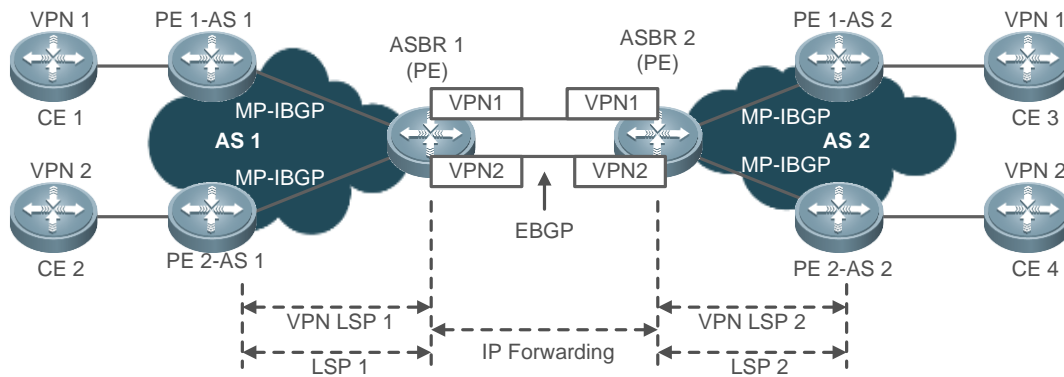 VPN 1
PE 1-AS 1
ASBR 1
(PE)
ASBR 2
(PE)
PE 1-AS 2
VPN 1
CE 1
MP-IBGP
VPN1
VPN1
MP-IBGP
CE 3
AS 1
AS 2
VPN 2
MP-IBGP
VPN2
VPN2
MP-IBGP
VPN 2
CE 2
PE 2-AS 1
EBGP
PE 2-AS 2
CE 4
VPN LSP 1
VPN LSP 2
LSP 1
IP Forwarding
LSP 2